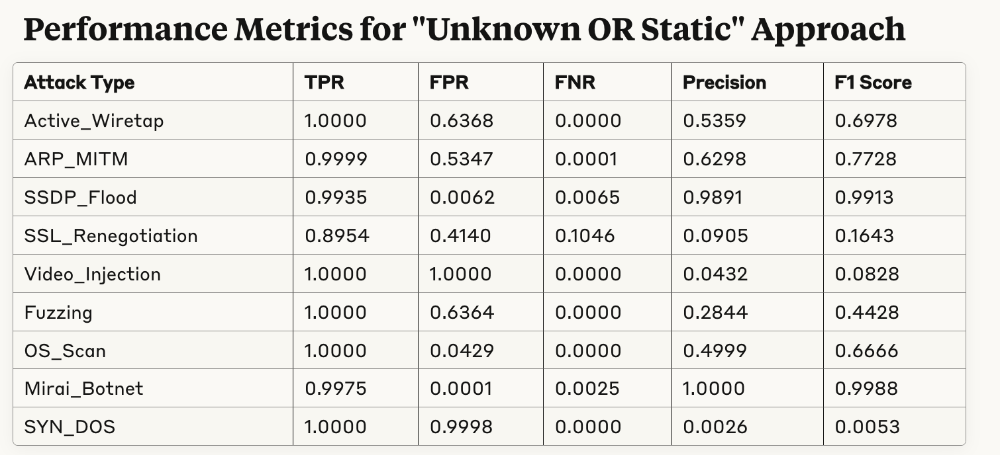 Performance Metrics for "Unknown OR Static" Approach
Attack Type TPR FPR FNR Precision F1 Score
Active_Wiretap 1.0000 0.6368 0.0000 0.5359 0.6978
ARP_MITM 0.9999 0.5347 0.0001 0.6298 0.7728
SSDP_Flood 0.9935 0.0062 0.0065 0.9891 0.9913
SSL_Renegotiation 0.8954 0.4140 0.1046 0.0905 0.1643
Video_Injection 1.0000 1.0000 0.0000 0.0432 0.0828
Fuzzing 1.0000 0.6364 0.0000 0.2844 0.4428
OS_Scan 1.0000 0.0429 0.0000 0.4999 0.6666
Mirai_Botnet 0.9975 0.0001 0.0025 1.0000 0.9988
SYN_DOS 1.0000 0.9998 0.0000 0.0026 0.0053